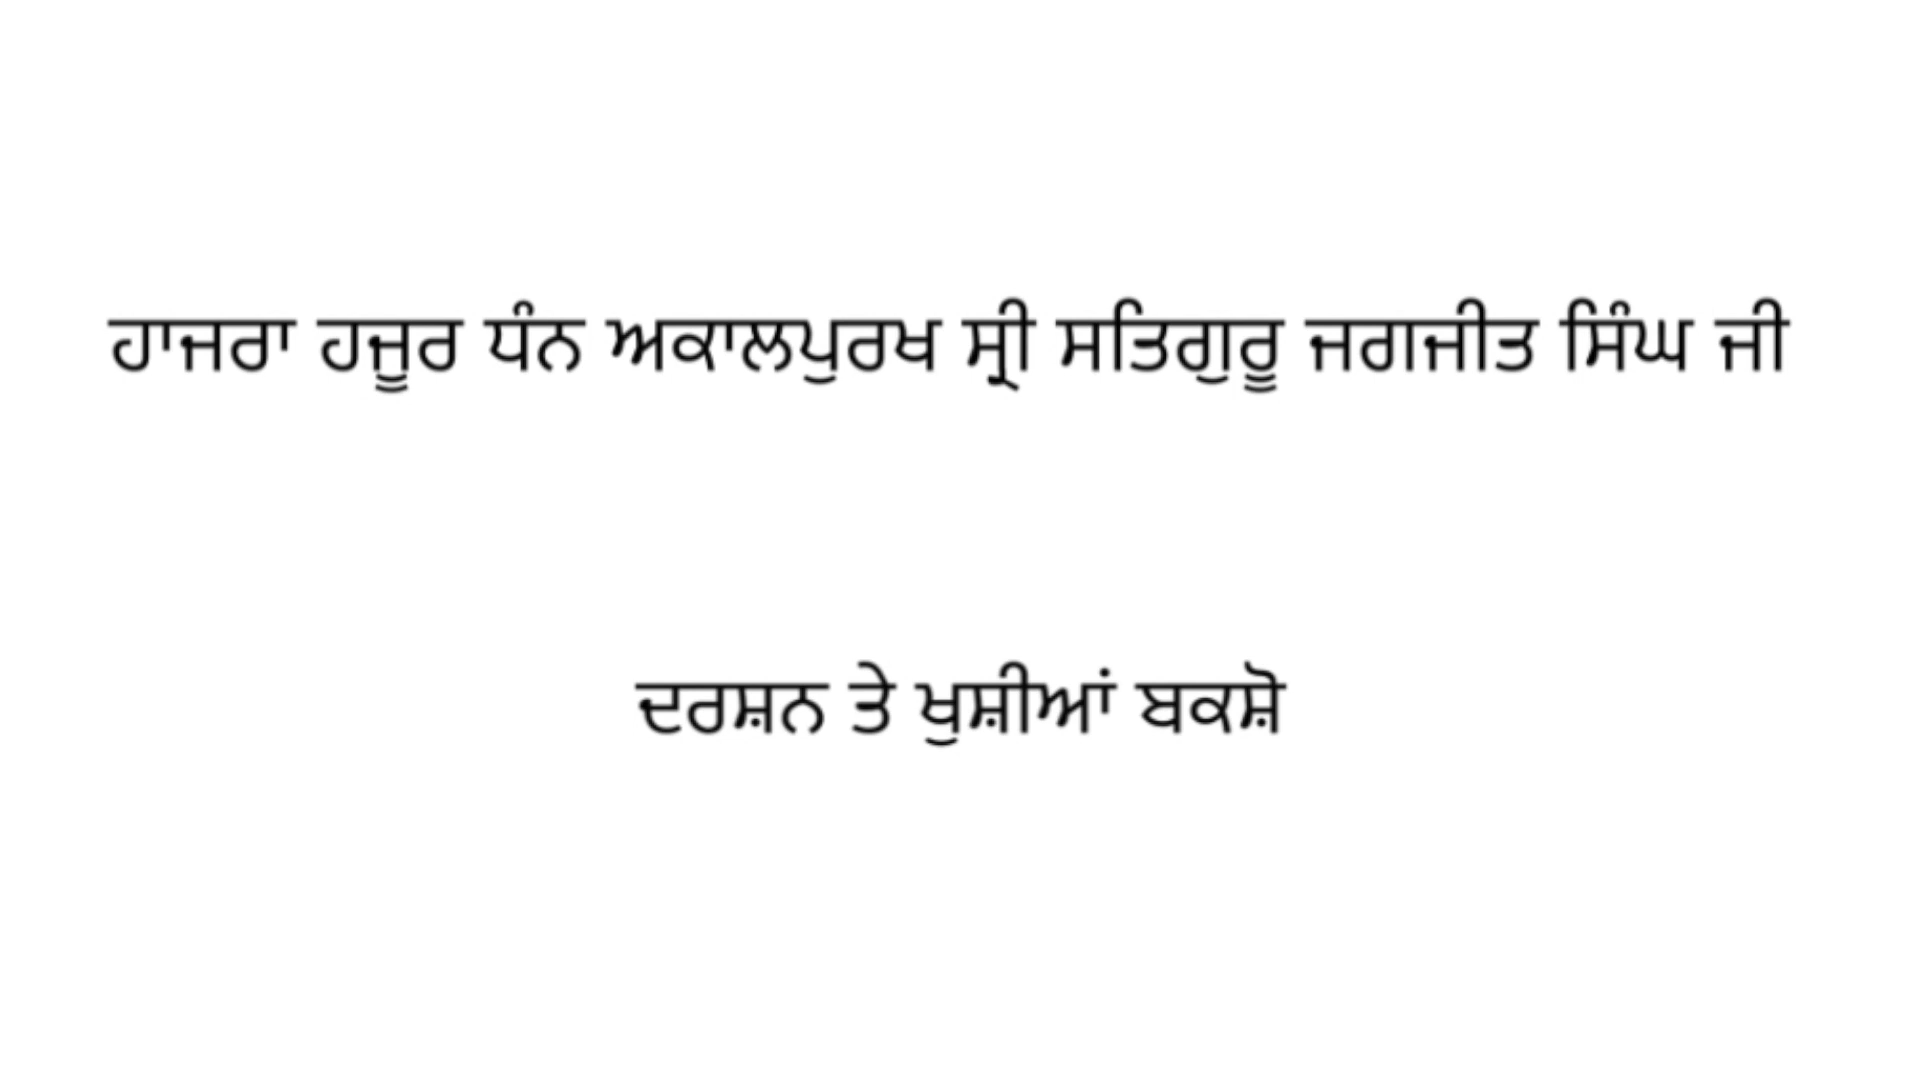 ਹਾਜਰਾ ਹਜੂਰ ਧੰਨ ਅਕਾਲਪੁਰਖ ਸ੍ਰੀ ਸਤਿਗੁਰੂ ਜਗਜੀਤ ਸਿੰਘ ਜੀ
ਦਰਸ਼ਨ ਤੇ ਖੁਸ਼ੀਆਂ ਬਕਸ਼ੋ